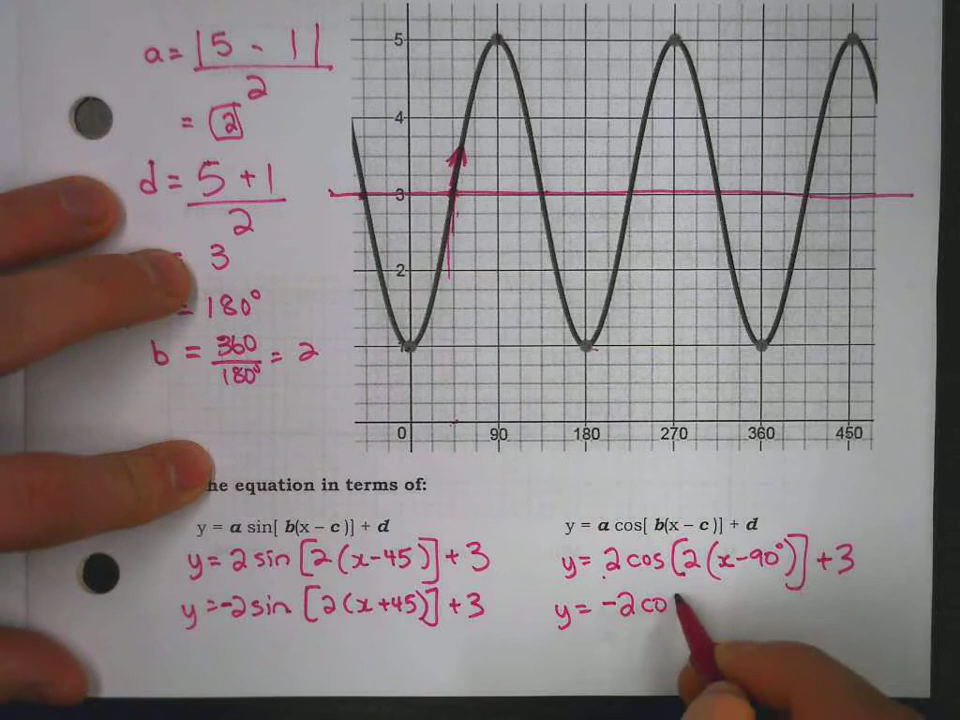 a = |5 - 1|
2
= 2
d = 5 + 1
2
= 3
= 180°
b = 360 = 2
180°
5
4
3
2
0 90 180 270 360 450
he equation in terms of:
y = a sin[ b(x – c )] + d
y = a cos[ b(x – c )] + d
y = 2 sin [2(x-45)] + 3
y = 2 cos [2(x-90°)] + 3
y = -2 sin [2(x+45)] + 3
y = -2 co